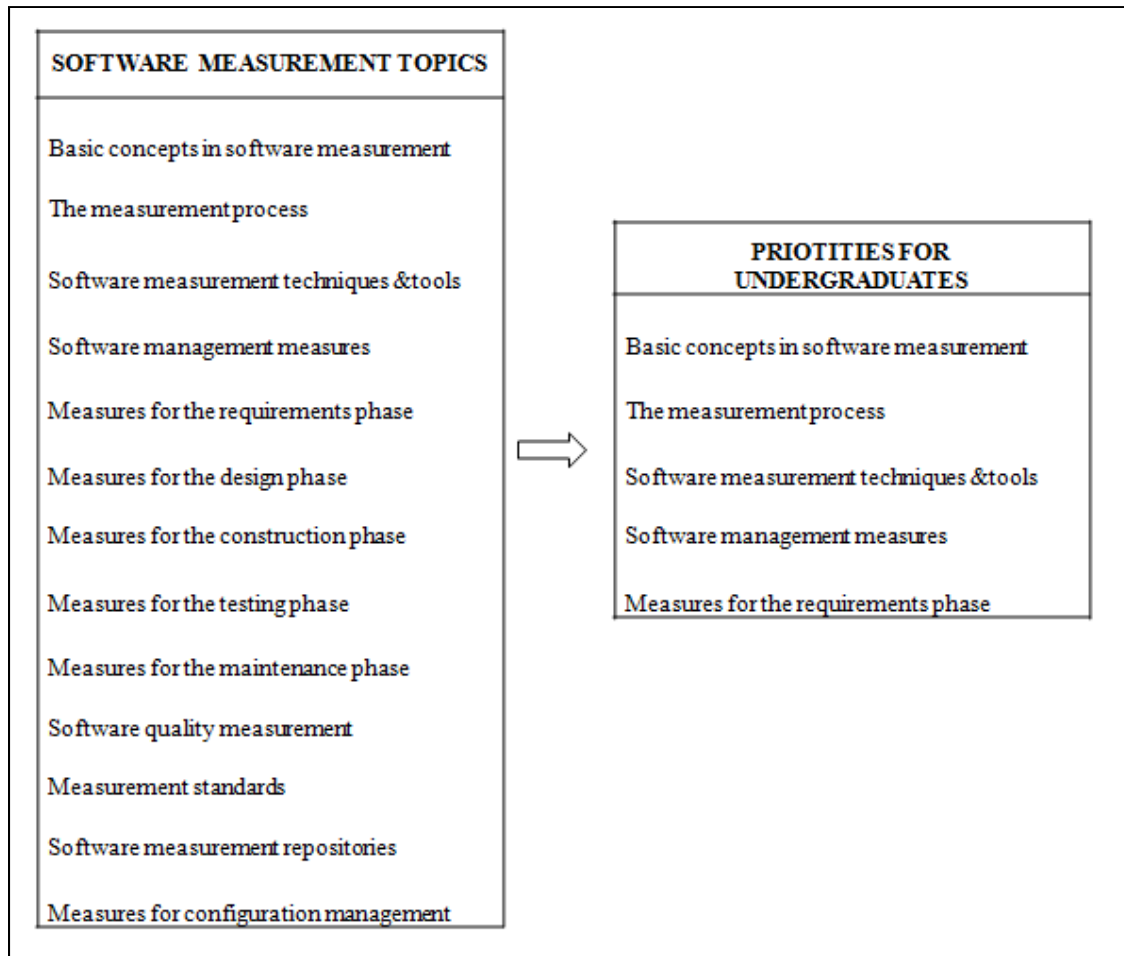 SOFTWARE MEASUREMENT TOPICS
Basic concepts in software measurement
The measurement process
Software measurement techniques &tools
Software management measures
Measures for the requirements phase
Measures for the design phase
Measures for the construction phase
Measures for the testing phase
Measures for the maintenance phase
Software quality measurement
Measurement standards
Software measurement repositories
Measures for configuration management
PRIOTITIES FOR
UNDERGRADUATES
Basic concepts in software measurement
The measurement process
Software measurement techniques &tools
Software management measures
Measures for the requirements phase